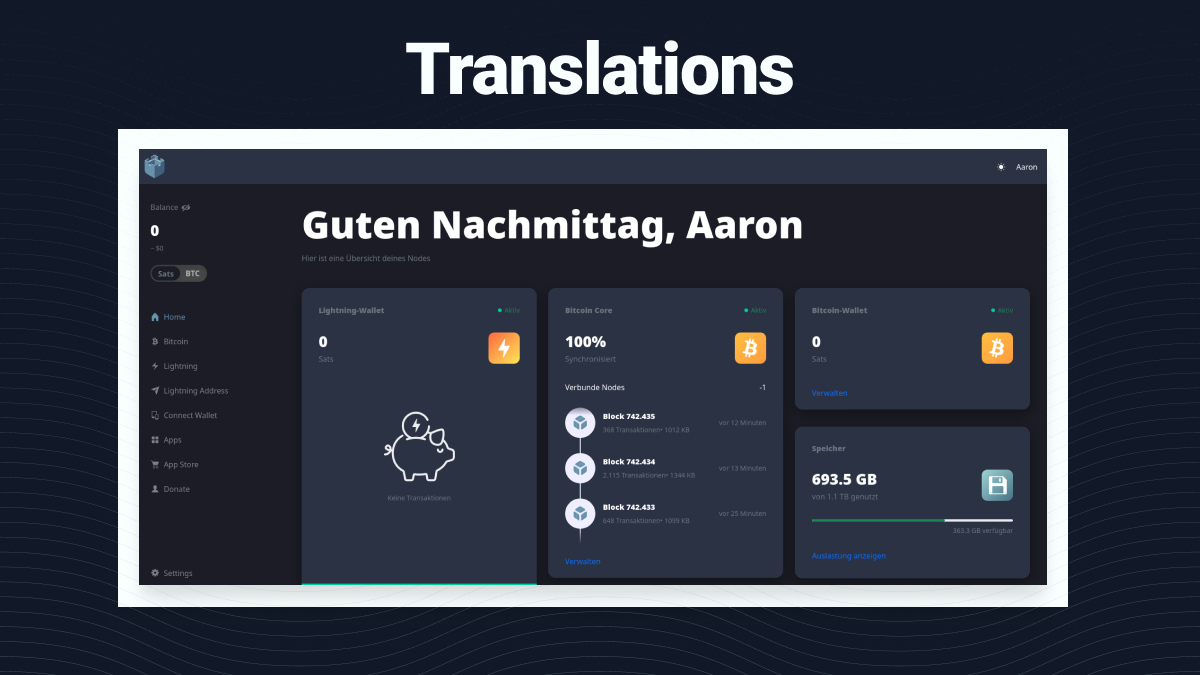 Translations
Aaron
Balance
0
~ $0
Sats BTC
Home
Bitcoin
Lightning
Lightning Address
Connect Wallet
Apps
App Store
Donate
Settings
Guten Nachmittag, Aaron
Hier ist eine Übersicht deines Nodes
Lightning-Wallet
Aktiv
0
Sats
Keine Transaktionen
Bitcoin Core
Aktiv
100%
Synchronisiert
Verbunde Nodes -1
Block 742.435
368 Transaktionen• 1012 KB
vor 12 Minuten
Block 742.434
2.115 Transaktionen• 1344 KB
vor 13 Minuten
Block 742.433
648 Transaktionen• 1099 KB
vor 25 Minuten
Verwalten
Bitcoin-Wallet
Aktiv
0
Sats
Verwalten
Speicher
693.5 GB
von 1.1 TB genutzt
363.3 GB verfügbar
Auslastung anzeigen